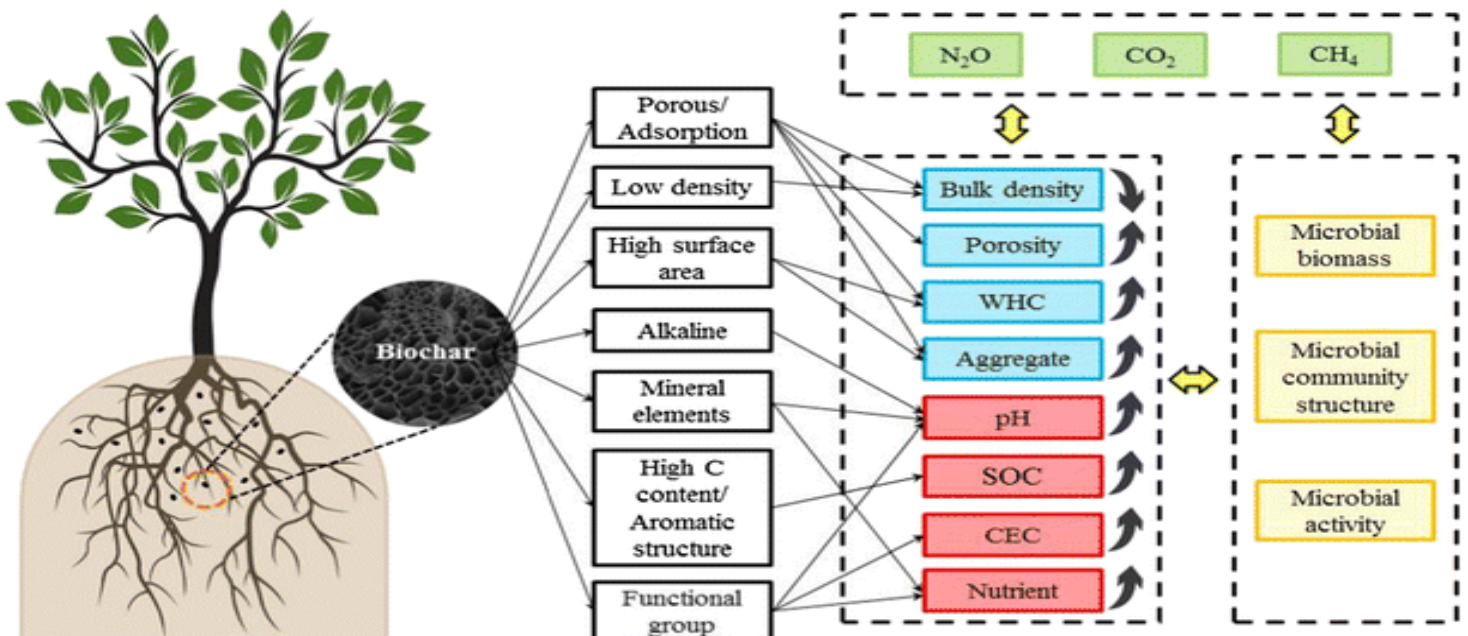 Biochar
Porous/
Adsorption
Low density
High surface
area
Alkaline
Mineral
elements
High C
content/
Aromatic
structure
Functional
group
N₂O
CO₂
CH₄
Bulk density
Porosity
WHC
Aggregate
pH
SOC
CEC
Nutrient
Microbial
biomass
Microbial
community
structure
Microbial
activity